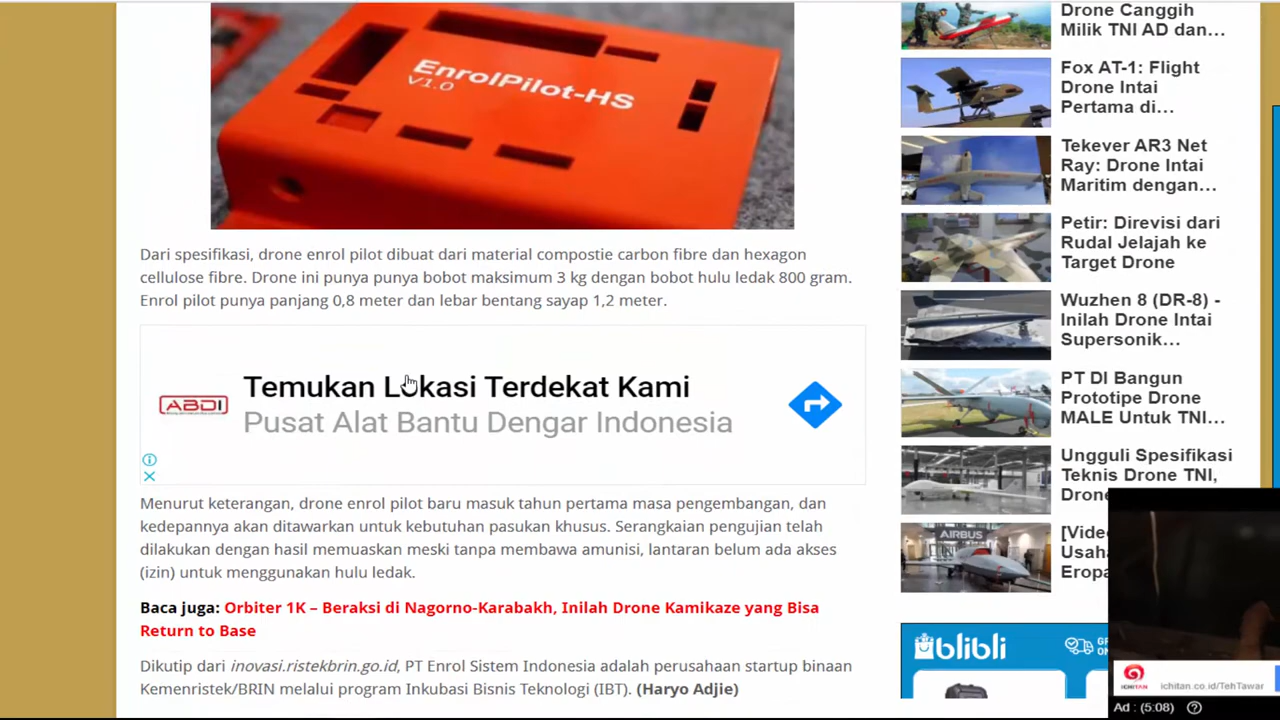 EnrolPilot-HS
V1.0
Dari spesifikasi, drone enrol pilot dibuat dari material compostie carbon fibre dan hexagon
cellulose fibre. Drone ini punya punya bobot maksimum 3 kg dengan bobot hulu ledak 800 gram.
Enrol pilot punya panjang 0,8 meter dan lebar bentang sayap 1,2 meter.
ABDI
Temukan Lokasi Terdekat Kami
Pusat Alat Bantu Dengar Indonesia
Menurut keterangan, drone enrol pilot baru masuk tahun pertama masa pengembangan, dan
kedepannya akan ditawarkan untuk kebutuhan pasukan khusus. Serangkaian pengujian telah
dilakukan dengan hasil memuaskan meski tanpa membawa amunisi, lantaran belum ada akses
(izin) untuk menggunakan hulu ledak.
Baca juga: Orbiter 1K – Beraksi di Nagorno-Karabakh, Inilah Drone Kamikaze yang Bisa
Return to Base
Dikutip dari inovasi.ristekbrin.go.id, PT Enrol Sistem Indonesia adalah perusahaan startup binaan
Kemenristek/BRIN melalui program Inkubasi Bisnis Teknologi (IBT). (Haryo Adjie)
Drone Canggih
Milik TNI AD dan...
Fox AT-1: Flight
Drone Intai
Pertama di...
Tekever AR3 Net
Ray: Drone Intai
Maritim dengan...
Petir: Direvisi dari
Rudal Jelajah ke
Target Drone
Wuzhen 8 (DR-8) -
Inilah Drone Intai
Supersonik...
PT DI Bangun
Prototipe Drone
MALE Untuk TNI...
Ungguli Spesifikasi
Teknis Drone TNI,
Drone
AIRBUS
[Video
Usaha
Eropa
blibli
ICHITAN
ichitan.co.id/TehTawar
Ad : (5:08)